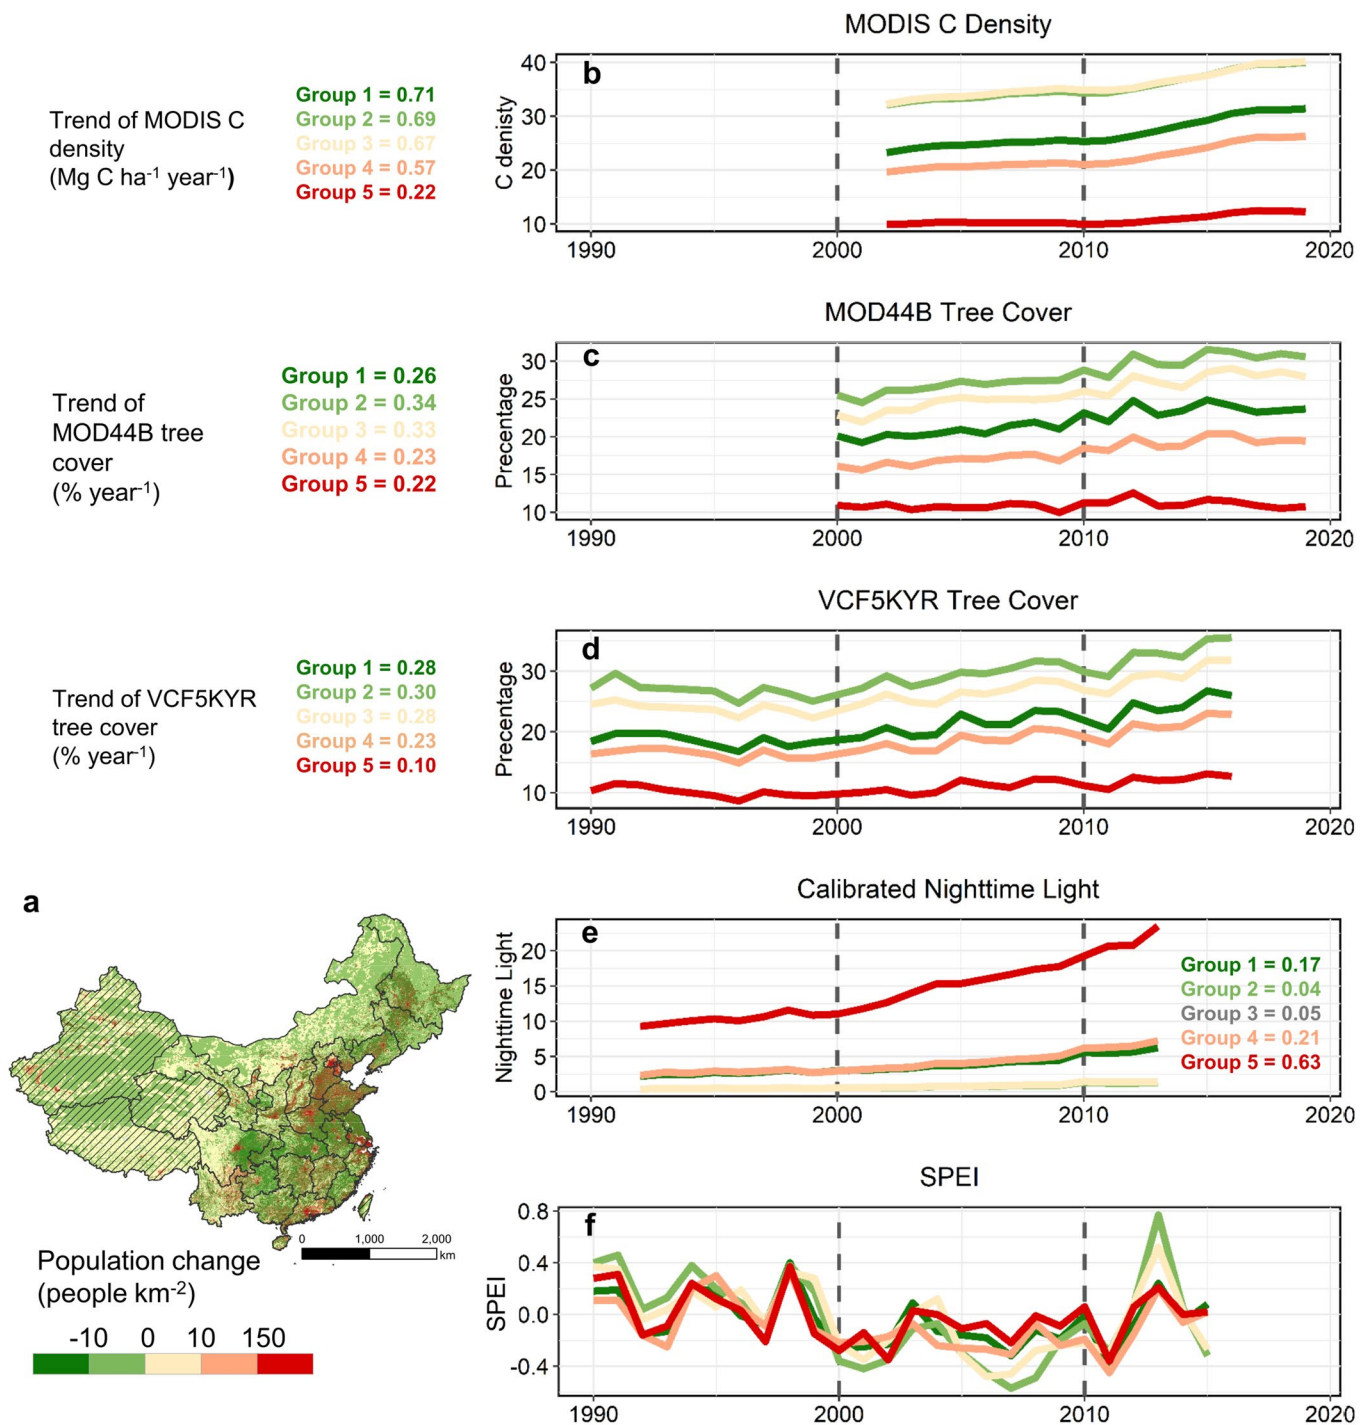 MODIS C Density
Trend of MODIS C
density
(Mg C ha-1 year-1)
Group 1 = 0.71
Group 2 = 0.69
Group 3 = 0.67
Group 4 = 0.57
Group 5 = 0.22
b
C denisty
40
30
20
10
1990 2000 2010 2020
MOD44B Tree Cover
Trend of
MOD44B tree
cover
(% year-1)
Group 1 = 0.26
Group 2 = 0.34
Group 3 = 0.33
Group 4 = 0.23
Group 5 = 0.22
c
Precentage
30
25
20
15
10
1990 2000 2010 2020
VCF5KYR Tree Cover
Trend of VCF5KYR
tree cover
(% year-1)
Group 1 = 0.28
Group 2 = 0.30
Group 3 = 0.28
Group 4 = 0.23
Group 5 = 0.10
d
Precentage
30
20
10
1990 2000 2010 2020
a
0 1,000 2,000
km
Population change
(people km-2)
-10 0 10 150
Calibrated Nighttime Light
e
Nighttime Light
20
15
10
5
0
Group 1 = 0.17
Group 2 = 0.04
Group 3 = 0.05
Group 4 = 0.21
Group 5 = 0.63
1990 2000 2010 2020
SPEI
f
SPEI
0.8
0.4
0.0
-0.4
1990 2000 2010 2020